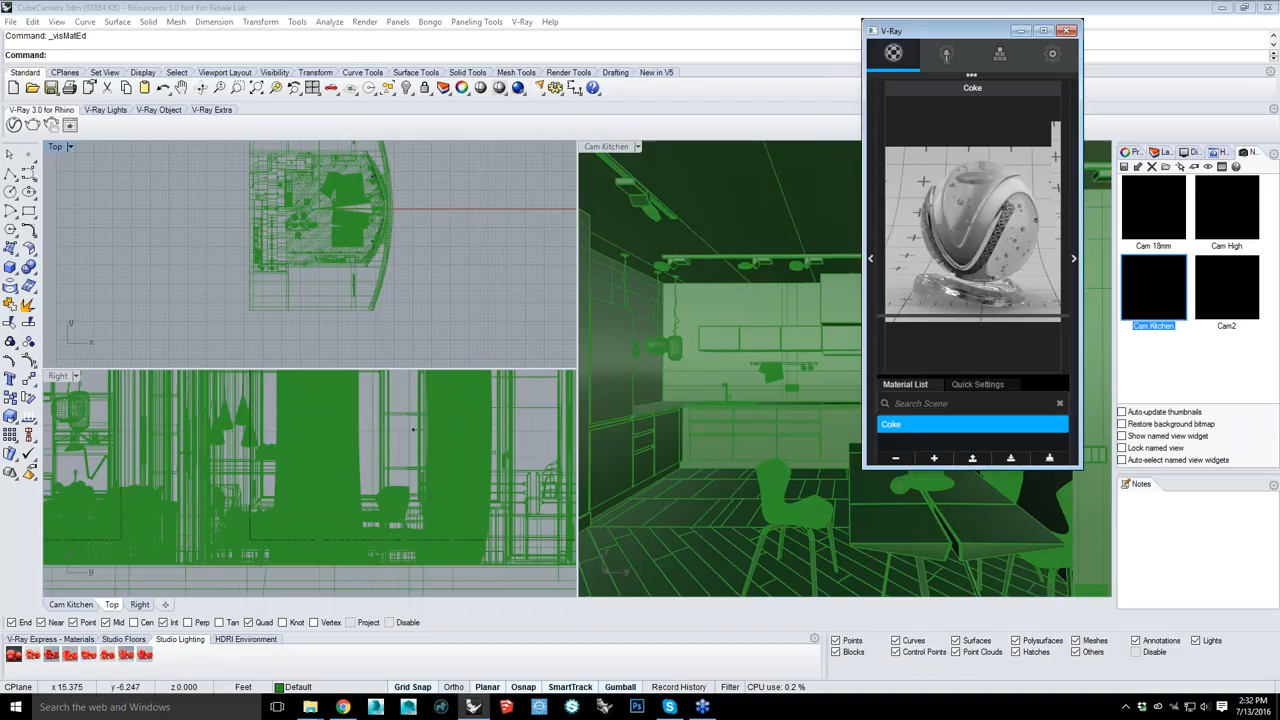 CubeCamera.3dm (93884 KB) - Rhinoceros 5.0 Not For Resale Lab
File Edit View Curve Surface Solid Mesh Dimension Transform Tools Analyze Render Panels Bongo Paneling Tools V-Ray Help
Command: _visMatEd
Command:
Standard CPlanes Set View Display Select Viewport Layout Visibility Transform Curve Tools Surface Tools Solid Tools Mesh Tools Render Tools Drafting New in V5
V-Ray 3.0 for Rhino V-Ray Lights V-Ray Object V-Ray Extra
Top
Cam Kitchen
Right
V-Ray
Coke
Material List Quick Settings
Search Scene
Coke
Pr... La... Di... H... N...
Cam 18mm Cam High
Cam Kitchen Cam2
Auto-update thumbnails
Restore background bitmap
Show named view widget
Lock named view
Auto-select named view widgets
Notes
y
x
y
y
Cam Kitchen Top Right
End Near Point Mid Cen Int Perp Tan Quad Knot Vertex Project Disable
V-Ray Express - Materials Studio Floors Studio Lighting HDRI Environment
Points Curves Surfaces Polysurfaces Meshes Annotations Lights
Blocks Control Points Point Clouds Hatches Others Disable
CPlane x 15.375 y -6.247 z 0.000 Feet Default Grid Snap Ortho Planar Osnap SmartTrack Gumball Record History Filter CPU use: 0.2 %
Search the web and Windows
2:32 PM
7/13/2016